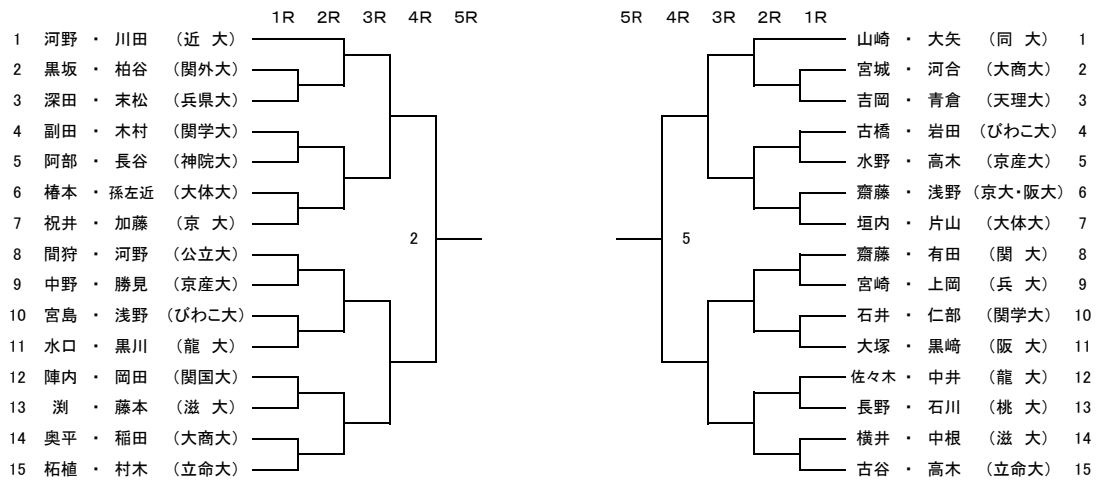 1R 2R 3R 4R 5R
1 河野 ・ 川田 (近 大)
2 黒坂 ・ 柏谷 (関外大)
3 深田 ・ 末松 (兵県大)
4 副田 ・ 木村 (関学大)
5 阿部 ・ 長谷 (神院大)
6 椿本 ・ 孫左近 (大体大)
7 祝井 ・ 加藤 (京 大)
2
8 間狩 ・ 河野 (公立大)
9 中野 ・ 勝見 (京産大)
10 宮島 ・ 浅野 (びわこ大)
11 水口 ・ 黒川 (龍 大)
12 陣内 ・ 岡田 (関国大)
13 渕 ・ 藤本 (滋 大)
14 奥平 ・ 稲田 (大商大)
15 柘植 ・ 村木 (立命大)
5R 4R 3R 2R 1R
山崎 ・ 大矢 (同 大) 1
宮城 ・ 河合 (大商大) 2
吉岡 ・ 青倉 (天理大) 3
古橋 ・ 岩田 (びわこ大) 4
水野 ・ 高木 (京産大) 5
齋藤 ・ 浅野 (京大・阪大) 6
垣内 ・ 片山 (大体大) 7
5
齋藤 ・ 有田 (関 大) 8
宮崎 ・ 上岡 (兵 大) 9
石井 ・ 仁部 (関学大) 10
大塚 ・ 黒﨑 (阪 大) 11
佐々木 ・ 中井 (龍 大) 12
長野 ・ 石川 (桃 大) 13
横井 ・ 中根 (滋 大) 14
古谷 ・ 高木 (立命大) 15